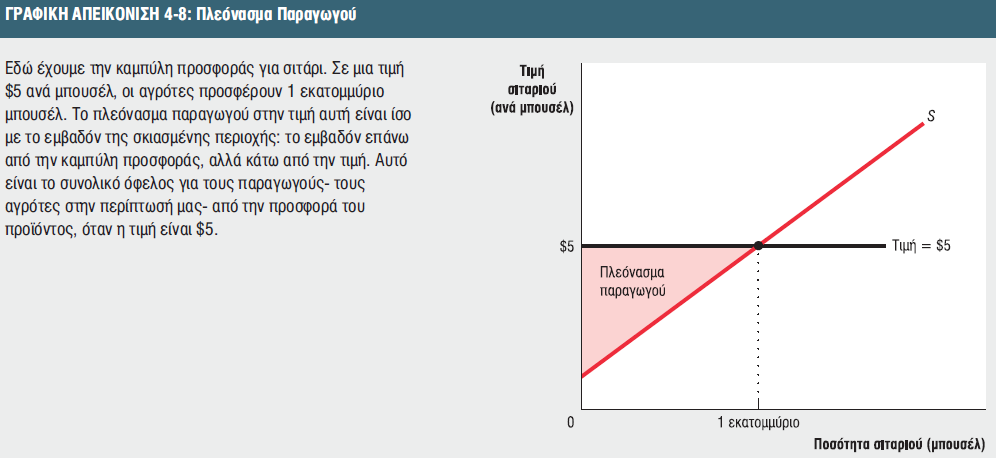 ΓΡΑΦΙΚΗ ΑΠΕΙΚΟΝΙΣΗ 4-8: Πλεόνασμα Παραγωγού
Εδώ έχουμε την καμπύλη προσφοράς για σιτάρι. Σε μια τιμή
$5 ανά μπουσέλ, οι αγρότες προσφέρουν 1 εκατομμύριο
μπουσέλ. Το πλεόνασμα παραγωγού στην τιμή αυτή είναι ίσο
με το εμβαδόν της σκιασμένης περιοχής: το εμβαδόν επάνω
από την καμπύλη προσφοράς, αλλά κάτω από την τιμή. Αυτό
είναι το συνολικό όφελος για τους παραγωγούς- τους
αγρότες στην περίπτωσή μας- από την προσφορά του
προϊόντος, όταν η τιμή είναι $5.
Τιμή
σιταριού
(ανά μπουσέλ)
S
$5
Τιμή = $5
Πλεόνασμα
παραγωγού
0
1 εκατομμύριο
Ποσότητα σιταριού (μπουσέλ)